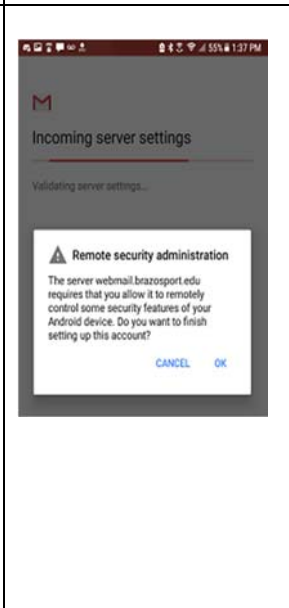 55% 1:37 PM
Incoming server settings
Validating server settings...
Remote security administration
The server webmail.brazosport.edu
requires that you allow it to remotely
control some security features of your
Android device. Do you want to finish
setting up this account?
CANCEL OK